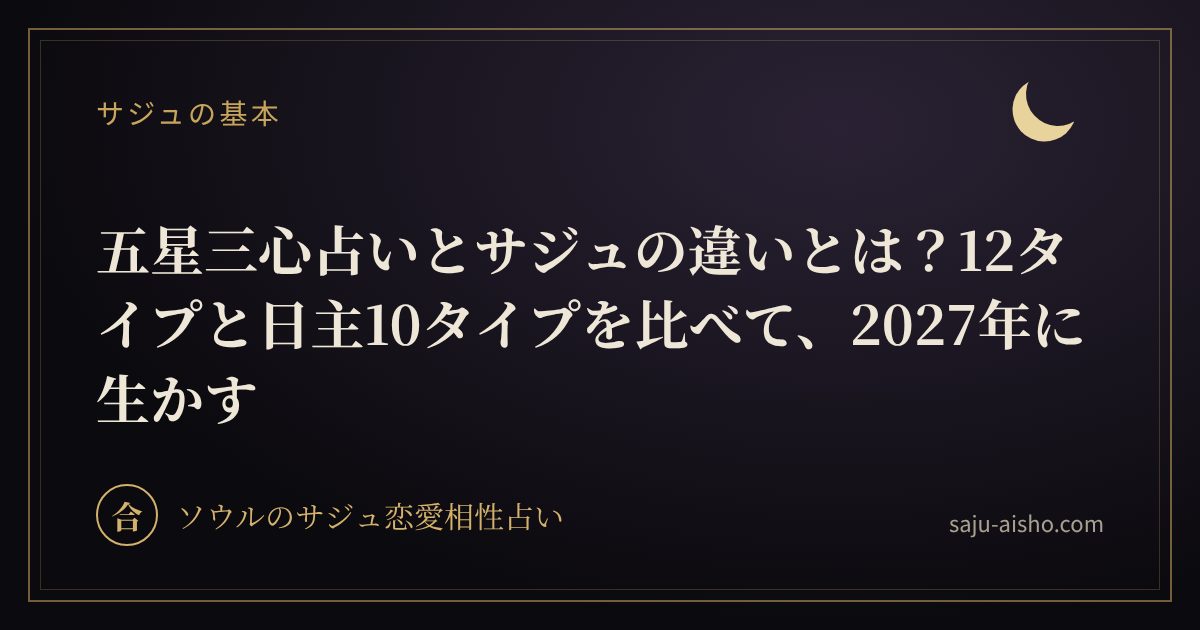 サジュの基本
五星三心占いとサジュの違いとは？12タ
イプと日主10タイプを比べて、2027年に
生かす
合 ソウルのサジュ恋愛相性占い
saju-aisho.com